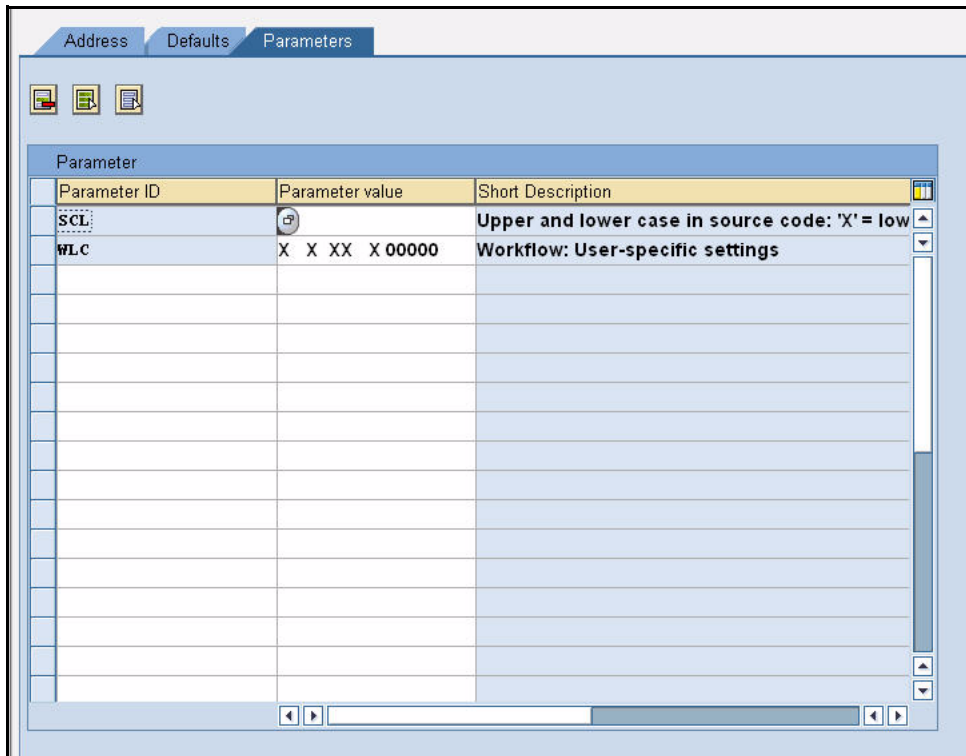 Address Defaults Parameters
Parameter
Parameter ID Parameter value Short Description
SCL Upper and lower case in source code: 'X' = low
WLC X X XX X 00000 Workflow: User-specific settings